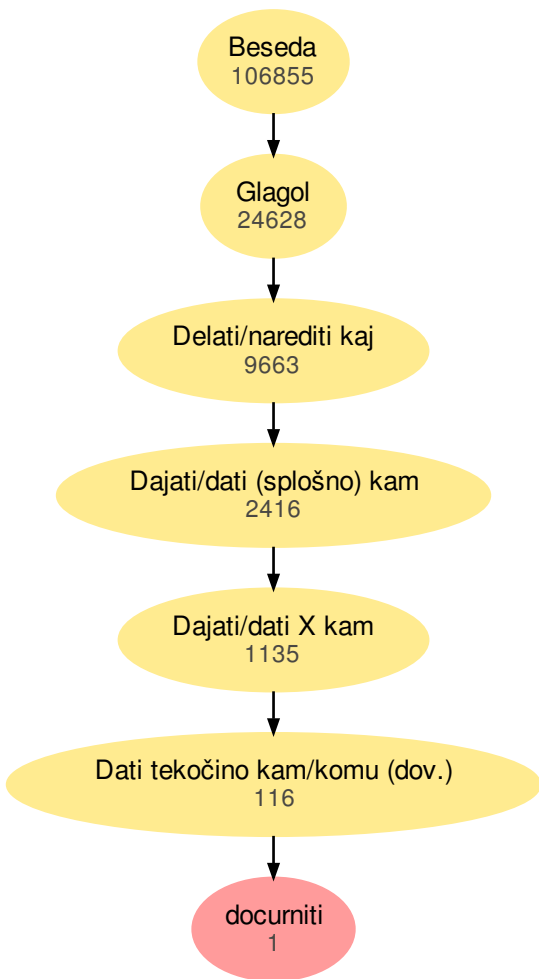 Beseda
106855
Glagol
24628
Delati/narediti kaj
9663
Dajati/dati (splošno) kam
2416
Dajati/dati X kam
1135
Dati tekočino kam/komu (dov.)
116
docurniti
1